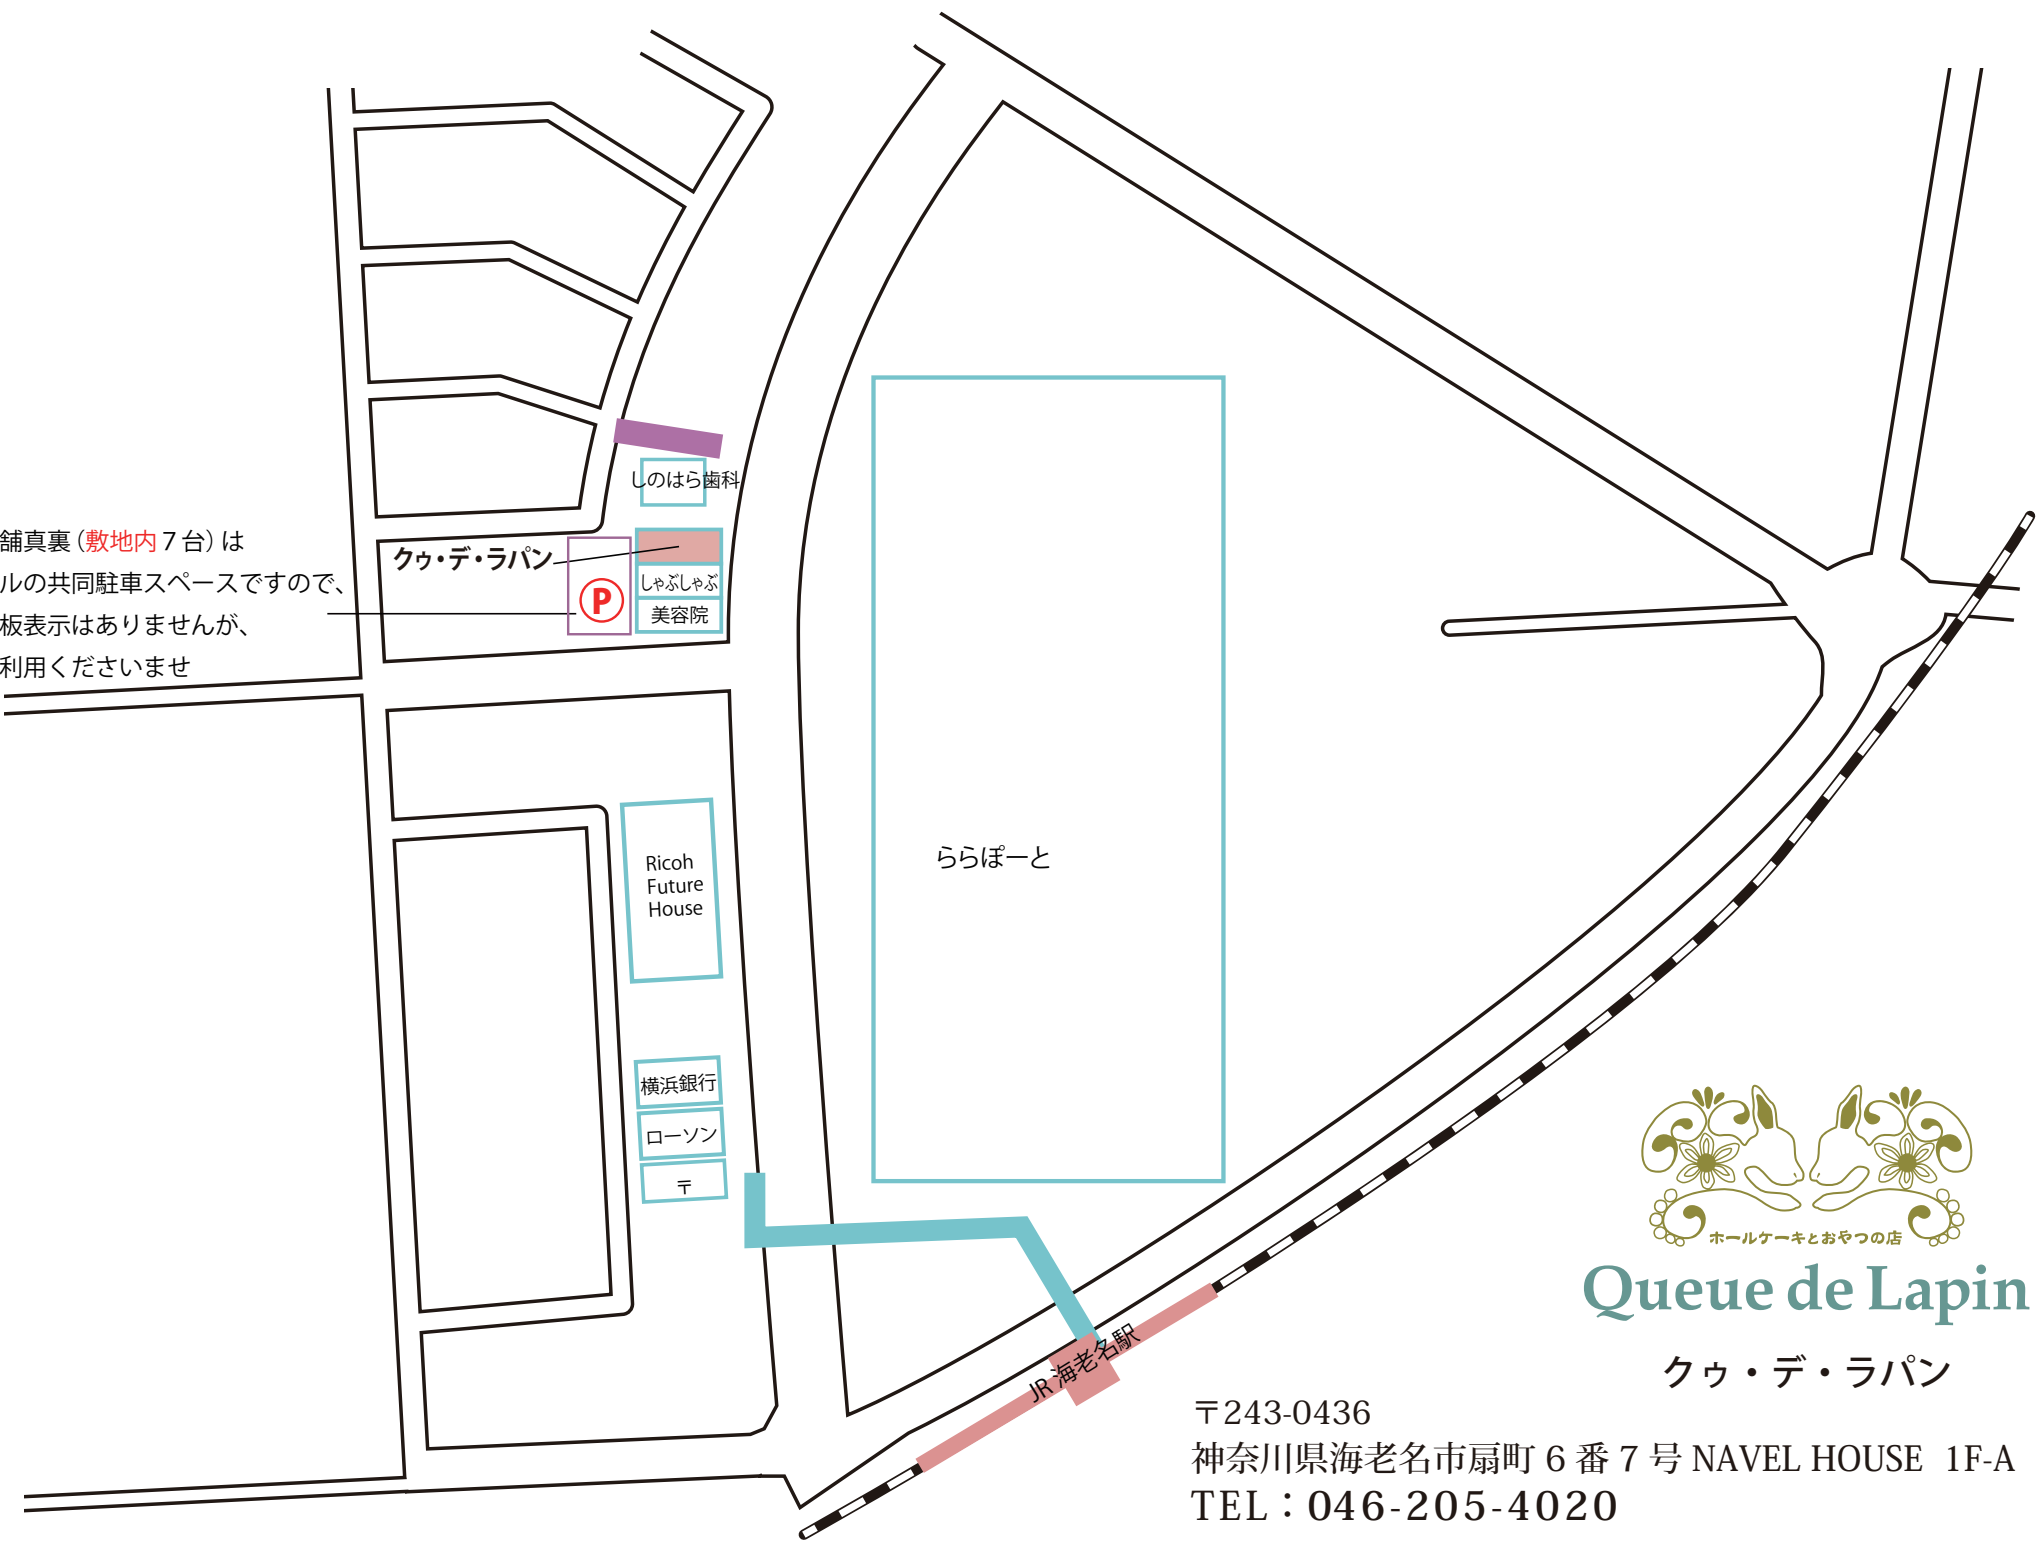 しのはら歯科
舗真裏(敷地内7台)は
ルの共同駐車スペースですので、
板表示はありませんが、
利用くださいませ
クゥ・デ・ラパン
P
しゃぶしゃぶ
美容院
ららぽーと
Ricoh
Future
House
横浜銀行
ローソン
〒
JR 海老名駅
ホールケーキとおやつの店
Queue de Lapin
クゥ・デ・ラパン
〒243-0436
神奈川県海老名市扇町 6 番 7 号 NAVEL HOUSE 1F-A
TEL:046-205-4020